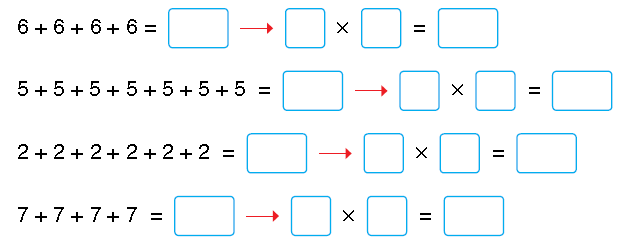 6 + 6 + 6 + 6 = → × =
5 + 5 + 5 + 5 + 5 + 5 + 5 = → × =
2 + 2 + 2 + 2 + 2 + 2 = → × =
7 + 7 + 7 + 7 = → × =